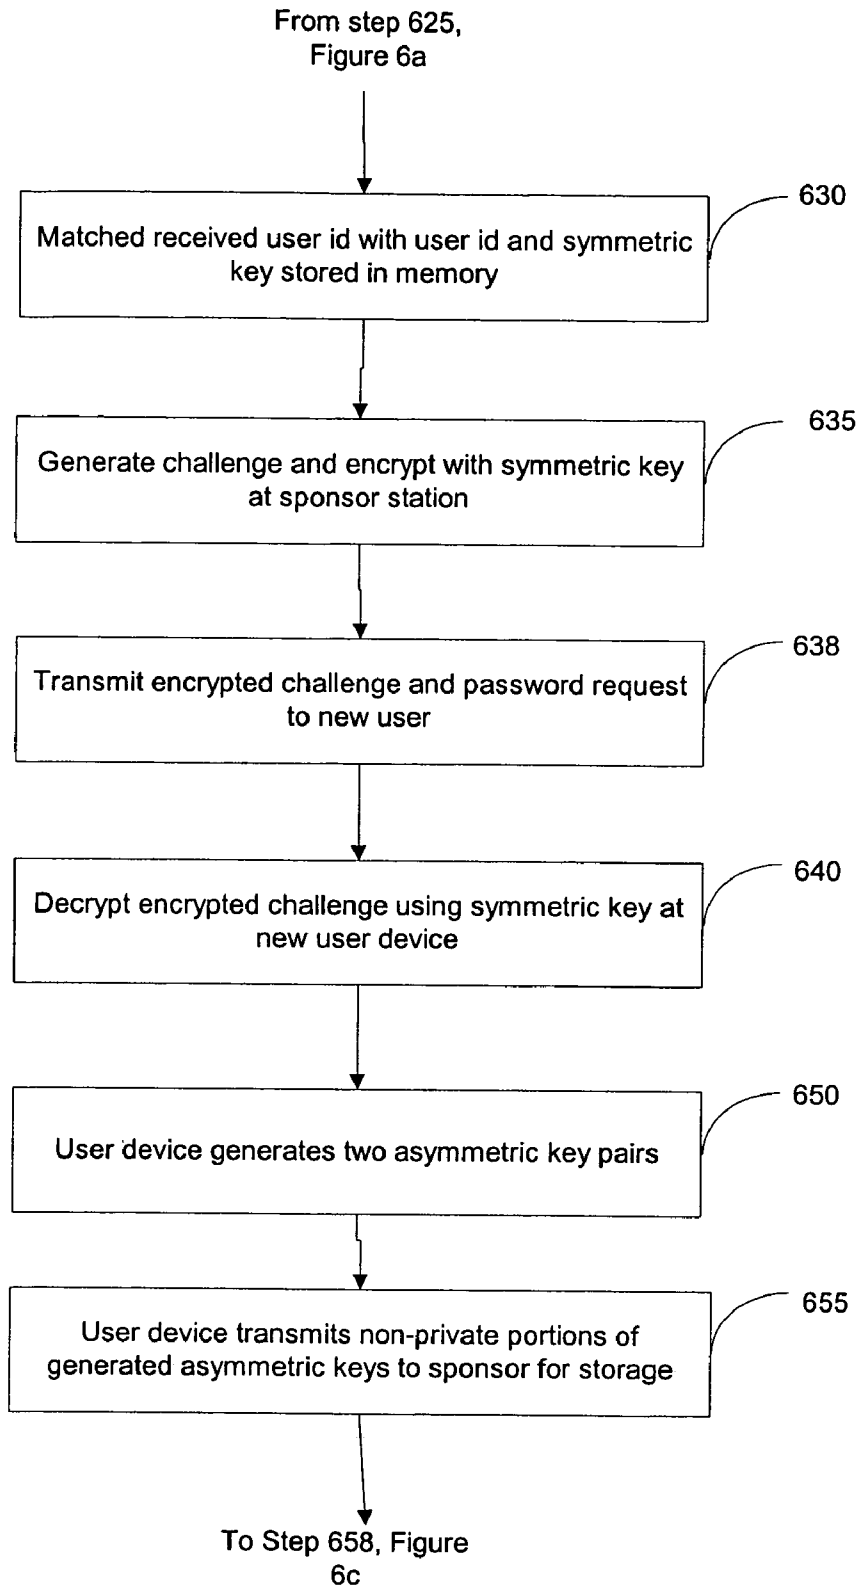 From step 625,
Figure 6a
630
Matched received user id with user id and symmetric
key stored in memory
635
Generate challenge and encrypt with symmetric key
at sponsor station
638
Transmit encrypted challenge and password request
to new user
640
Decrypt encrypted challenge using symmetric key at
new user device
650
User device generates two asymmetric key pairs
655
User device transmits non-private portions of
generated asymmetric keys to sponsor for storage
To Step 658, Figure
6c